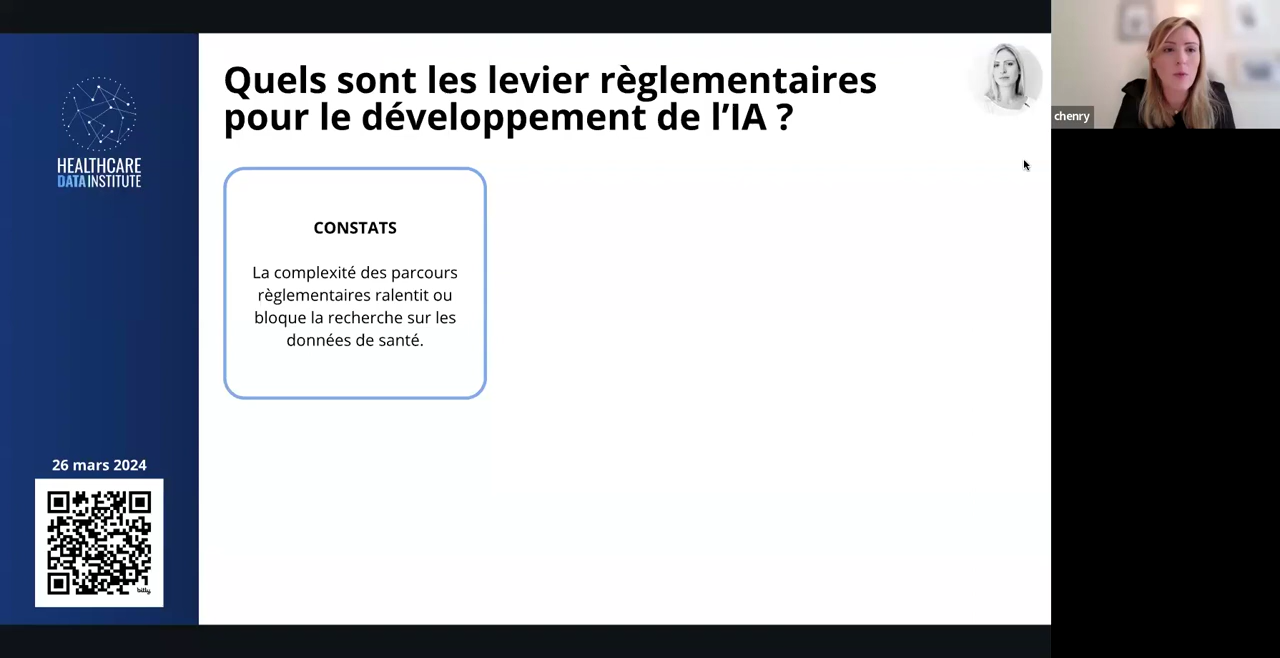 Quels sont les levier règlementaires
pour le développement de l’IA ?
chenry
HEALTHCARE
DATA INSTITUTE
CONSTATS
La complexité des parcours
règlementaires ralentit ou
bloque la recherche sur les
données de santé.
26 mars 2024
bitly